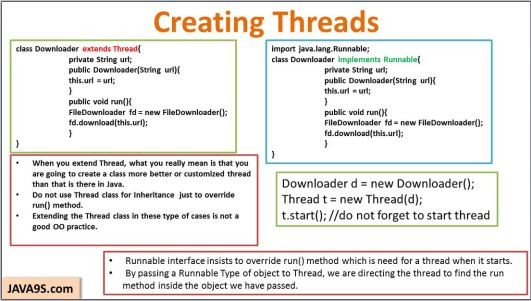 Creating Threads
class Downloader extends Thread{
private String url;
public Downloader(String url){
this.url = url;
}
public void run(){
FileDownloader fd = new FileDownloader();
fd.download(this.url);
}
}
import java.lang.Runnable;
class Downloader implements Runnable{
private String url;
public Downloader(String url){
this.url = url;
}
public void run(){
FileDownloader fd = new FileDownloader();
fd.download(this.url);
}
}
• When you extend Thread, what you really mean is that you
are going to create a class more better or customized thread
than that is there in Java.
• Do not use Thread class for Inheritance just to override
run() method.
• Extending the Thread class in these type of cases is not a
good OO practice.
Downloader d = new Downloader();
Thread t = new Thread(d);
t.start(); //do not forget to start thread
• Runnable interface insists to override run() method which is need for a thread when it starts.
• By passing a Runnable Type of object to Thread, we are directing the thread to find the run
method inside the object we have passed.
JAVA9S.com